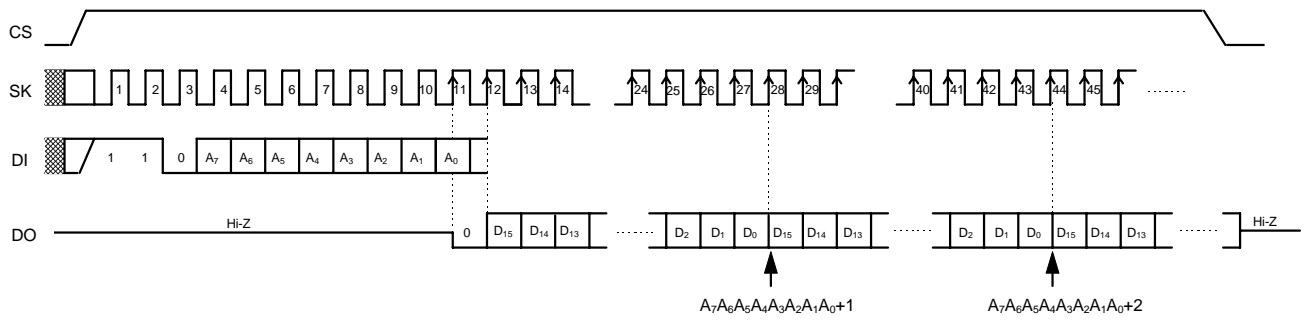 CS
SK 1 2 3 4 5 6 7 8 9 10 11 12 13 14 24 25 26 27 28 29 40 41 42 43 44 45
DI 1 1 0 A₇ A₆ A₅ A₄ A₃ A₂ A₁ A₀
DO Hi-Z 0 D₁₅ D₁₄ D₁₃ D₂ D₁ D₀ D₁₅ D₁₄ D₁₃ D₂ D₁ D₀ D₁₅ D₁₄ D₁₃ Hi-Z
A₇A₆A₅A₄A₃A₂A₁A₀+1 A₇A₆A₅A₄A₃A₂A₁A₀+2